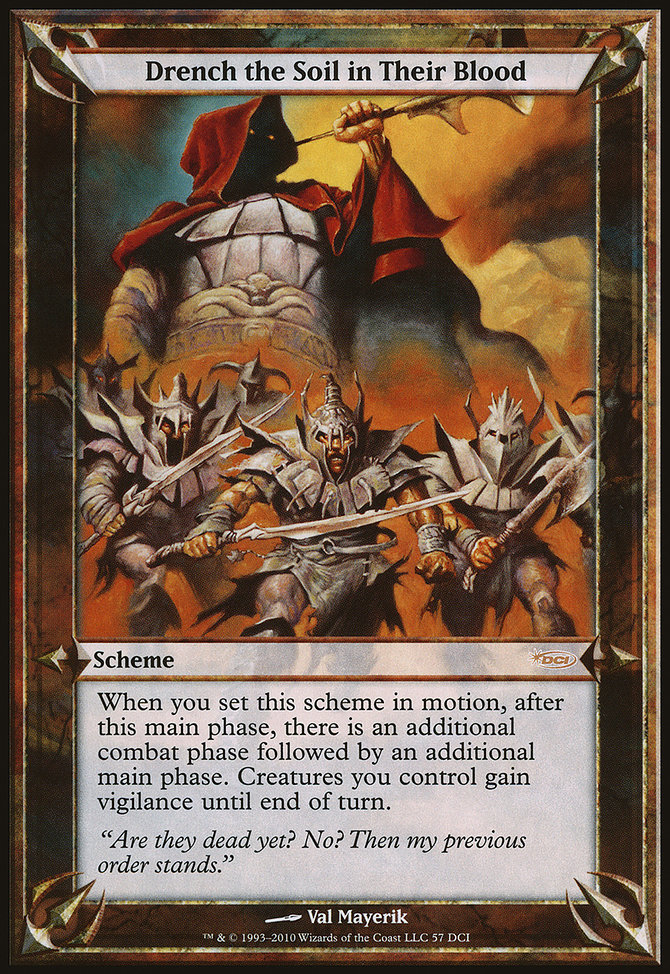 Drench the Soil in Their Blood
Scheme
DCI
When you set this scheme in motion, after
this main phase, there is an additional
combat phase followed by an additional
main phase. Creatures you control gain
vigilance until end of turn.
“Are they dead yet? No? Then my previous
order stands.”
Val Mayerik
™ & © 1993–2010 Wizards of the Coast LLC 57 DCI